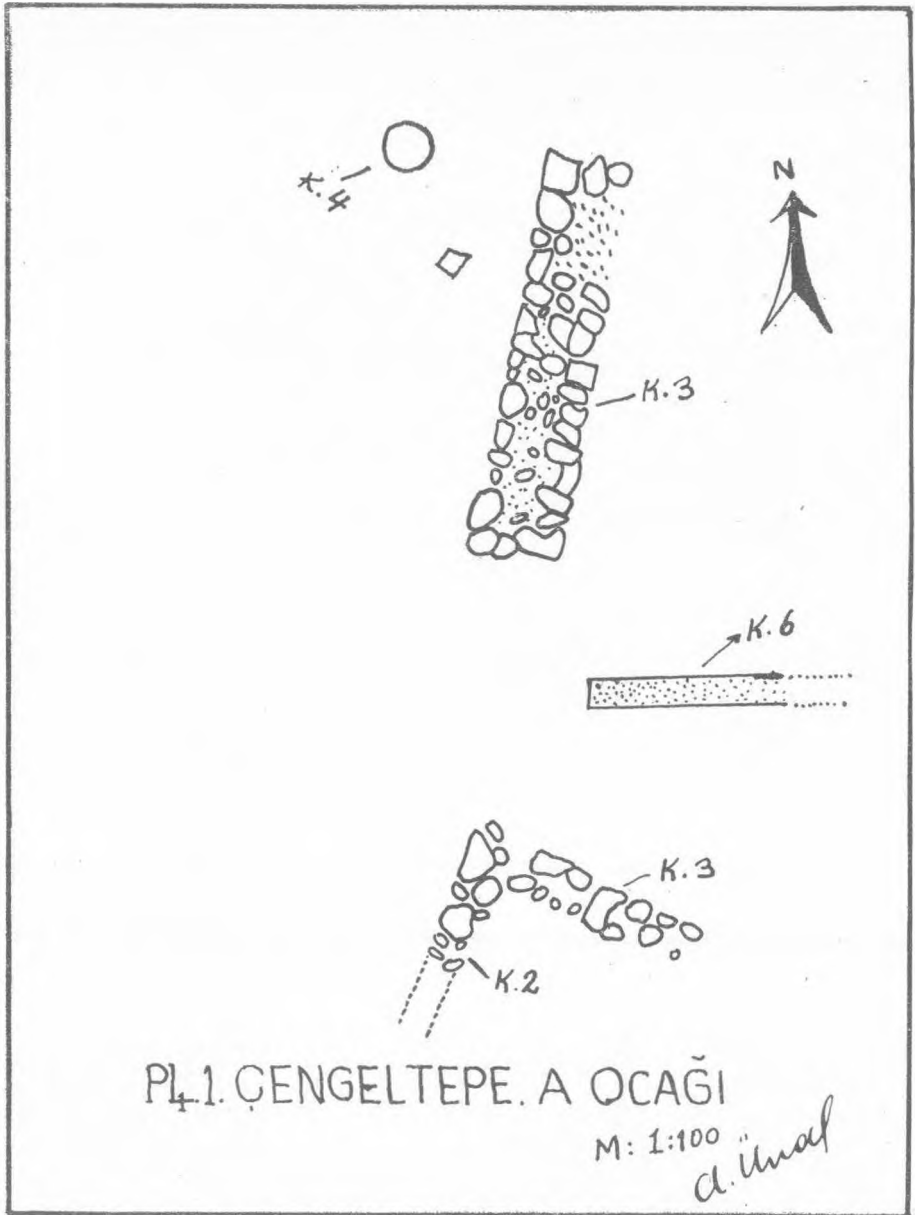 K.4
N
K.3
K.6
K.3
K.2
PL.1. ÇENGELTEPE. A OCAĞI
M: 1:100
A. Ünal